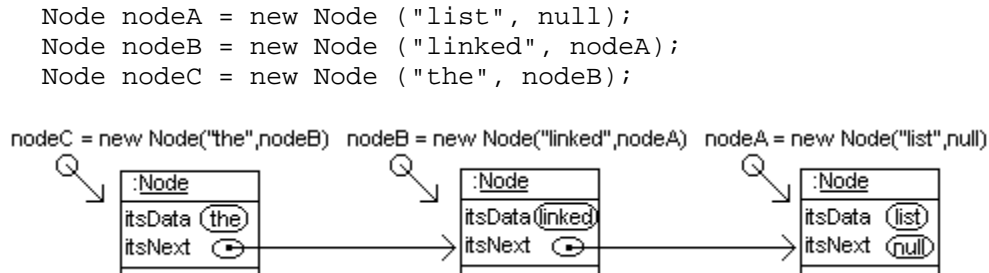 Node nodeA = new Node ("list", null);
Node nodeB = new Node ("linked", nodeA);
Node nodeC = new Node ("the", nodeB);
nodeC = new Node("the",nodeB) nodeB = new Node("linked",nodeA) nodeA = new Node("list",null)
:Node :Node :Node
itsData the itsData linked itsData list
itsNext itsNext itsNext null